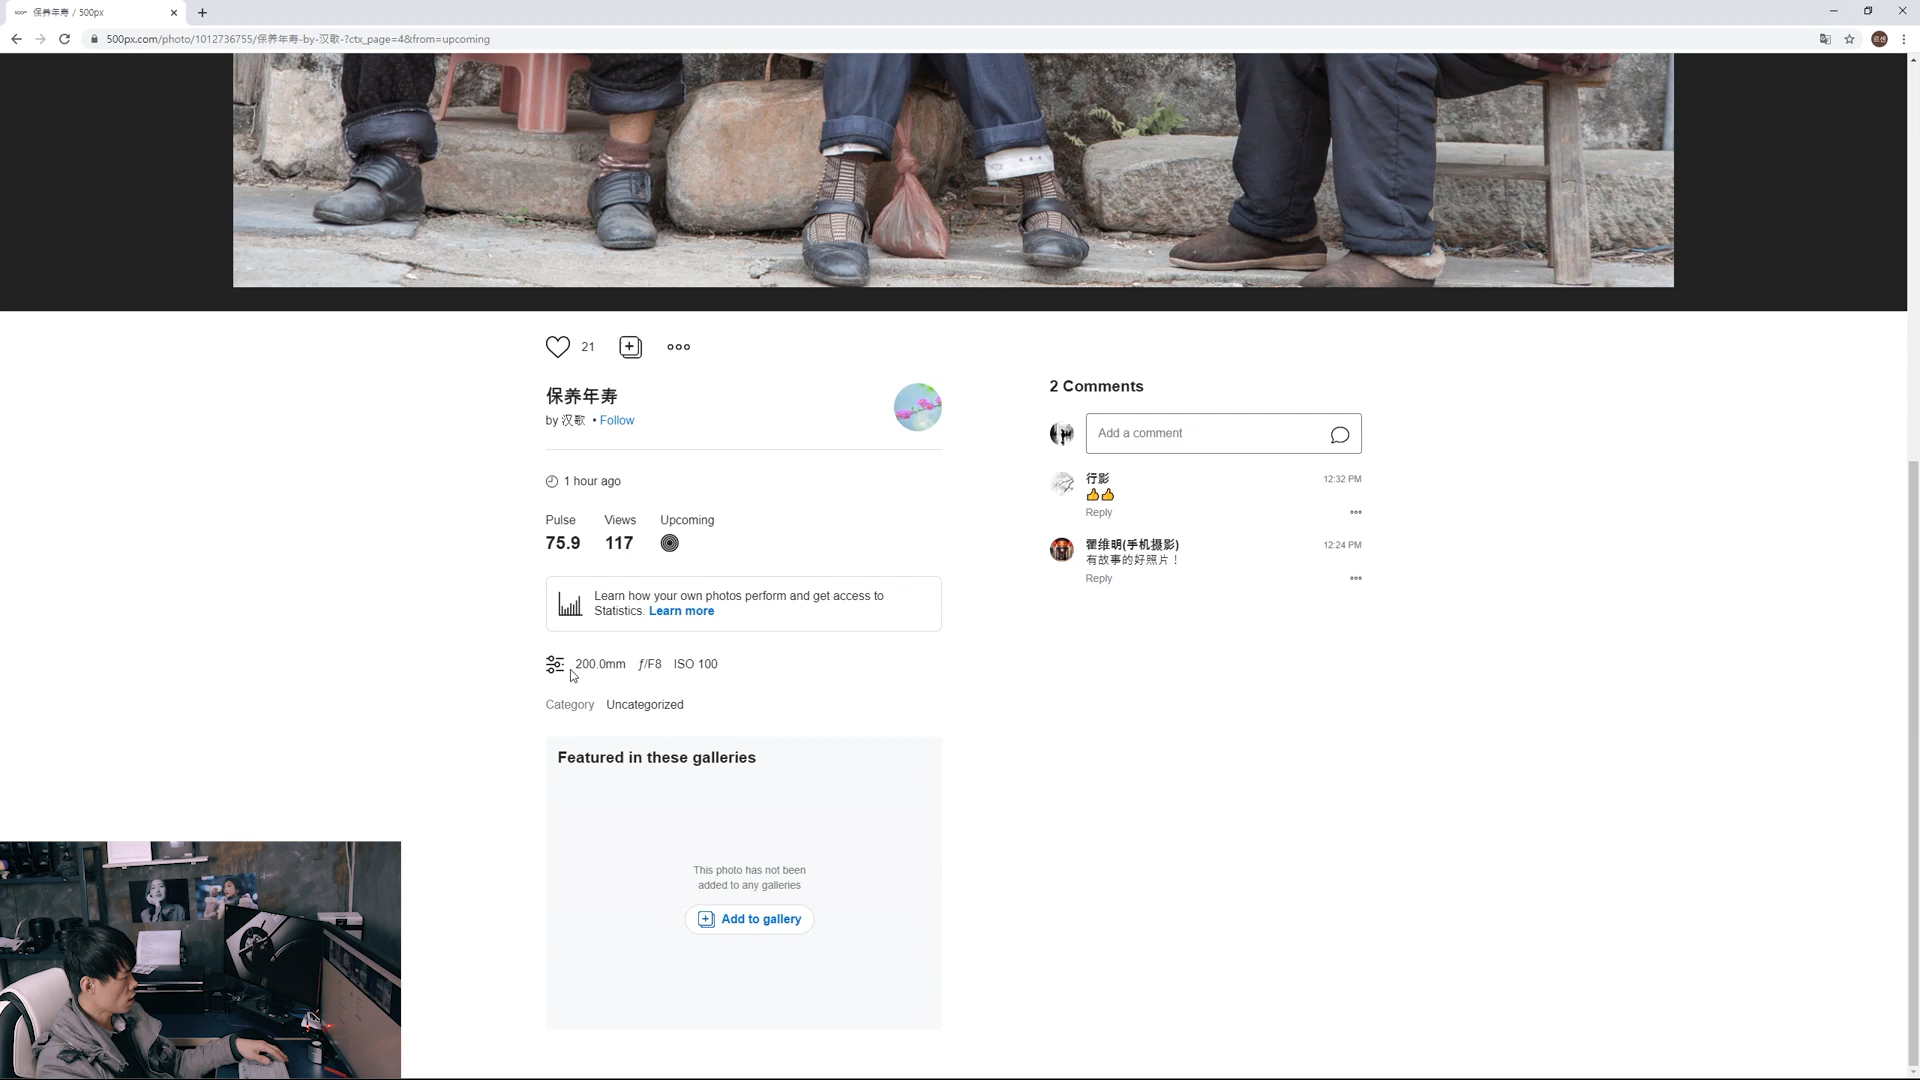 保养年寿 / 500px
500px.com/photo/1012736755/保养年寿-by-汉歌-?ctx_page=4&from=upcoming
21
保养年寿
by 汉歌 • Follow
1 hour ago
Pulse Views Upcoming
75.9 117
Learn how your own photos perform and get access to
Statistics. Learn more
200.0mm ƒ/F8 ISO 100
Category Uncategorized
Featured in these galleries
This photo has not been
added to any galleries
Add to gallery
2 Comments
Add a comment
行影 12:32 PM
👍👍
Reply
瞿维明(手机摄影) 12:24 PM
有故事的好照片！
Reply